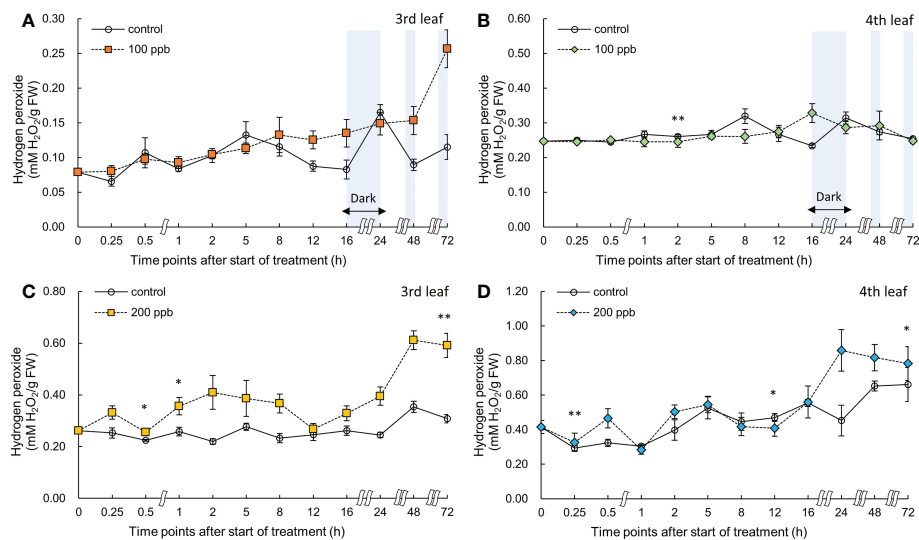 A
3rd leaf
control
100 ppb
Hydrogen peroxide
(mM H₂O₂/g FW)
0.30
0.25
0.20
0.15
0.10
0.05
0.00
Dark
0 0.25 0.5 1 2 5 8 12 16 24 48 72
Time points after start of treatment (h)
B
4th leaf
control
100 ppb
Hydrogen peroxide
(mM H₂O₂/g FW)
0.60
0.50
0.40
0.30
0.20
0.10
0.00
**
Dark
0 0.25 0.5 1 2 5 8 12 16 24 48 72
Time points after start of treatment (h)
C
3rd leaf
control
200 ppb
Hydrogen peroxide
(mM H₂O₂/g FW)
0.80
0.60
0.40
0.20
0.00
* * **
0 0.25 0.5 1 2 5 8 12 16 24 48 72
Time points after start of treatment (h)
D
4th leaf
control
200 ppb
Hydrogen peroxide
(mM H₂O₂/g FW)
1.20
1.00
0.80
0.60
0.40
0.20
0.00
** * *
0 0.25 0.5 1 2 5 8 12 16 24 48 72
Time points after start of treatment (h)